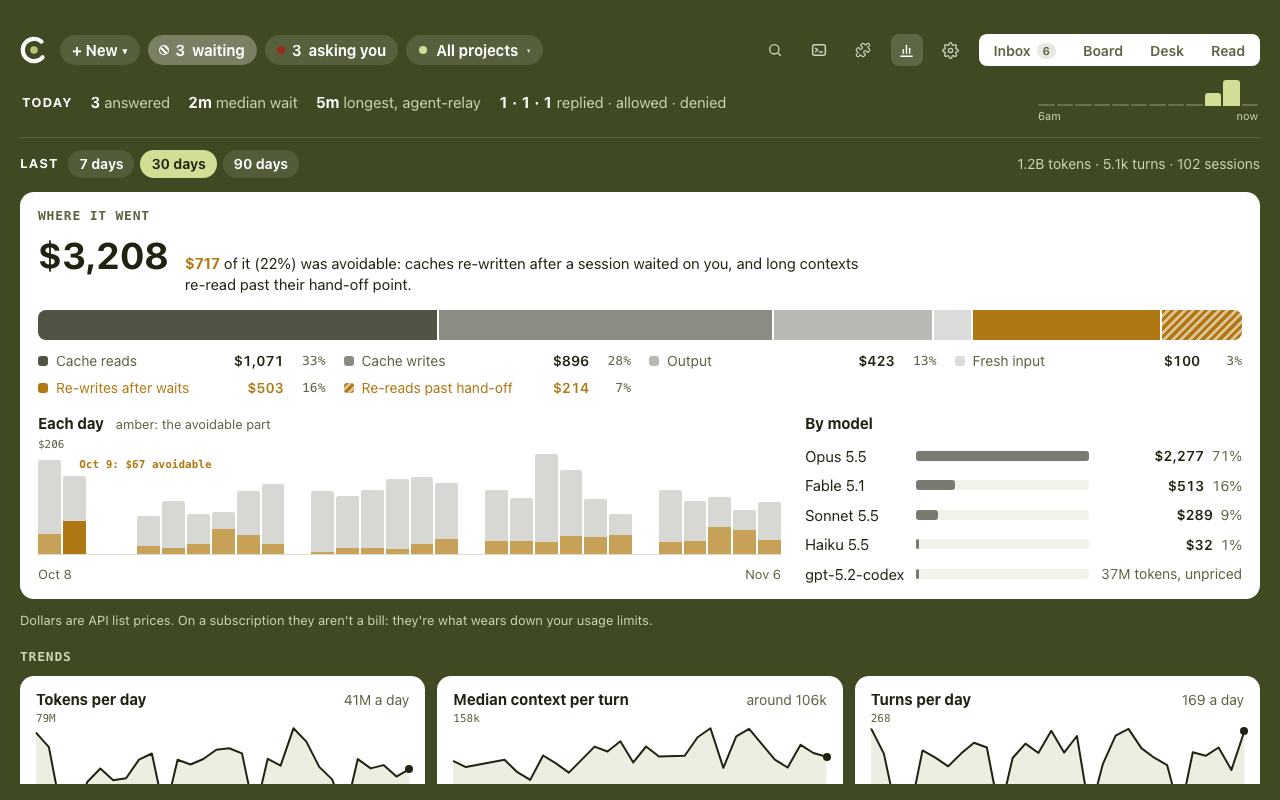 + New ▾ 3 waiting 3 asking you All projects Inbox 6 Board Desk Read
TODAY 3 answered 2m median wait 5m longest, agent-relay 1 · 1 · 1 replied · allowed · denied
6am now
LAST 7 days 30 days 90 days 1.2B tokens · 5.1k turns · 102 sessions
WHERE IT WENT
$3,208 $717 of it (22%) was avoidable: caches re-written after a session waited on you, and long contexts
re-read past their hand-off point.
Cache reads $1,071 33% Cache writes $896 28% Output $423 13% Fresh input $100 3%
Re-writes after waits $503 16% Re-reads past hand-off $214 7%
Each day amber: the avoidable part
$206
Oct 9: $67 avoidable
Oct 8 Nov 6
By model
Opus 5.5 $2,277 71%
Fable 5.1 $513 16%
Sonnet 5.5 $289 9%
Haiku 5.5 $32 1%
gpt-5.2-codex 37M tokens, unpriced
Dollars are API list prices. On a subscription they aren't a bill: they're what wears down your usage limits.
TRENDS
Tokens per day 41M a day
79M
Median context per turn around 106k
158k
Turns per day 169 a day
268